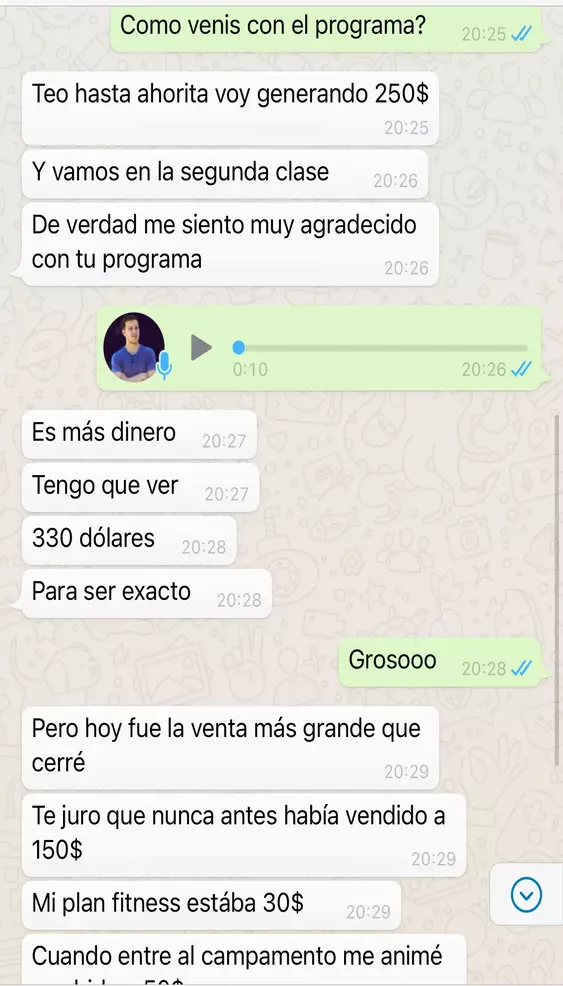 Como venis con el programa?
20:25
Teo hasta ahorita voy generando 250$
20:25
Y vamos en la segunda clase
20:26
De verdad me siento muy agradecido
con tu programa
20:26
0:10
20:26
Es más dinero
20:27
Tengo que ver
20:27
330 dólares
20:28
Para ser exacto
20:28
Grosooo
20:28
Pero hoy fue la venta más grande que
cerré
20:29
Te juro que nunca antes había vendido a
150$
20:29
Mi plan fitness estába 30$
20:29
Cuando entre al campamento me animé
50$